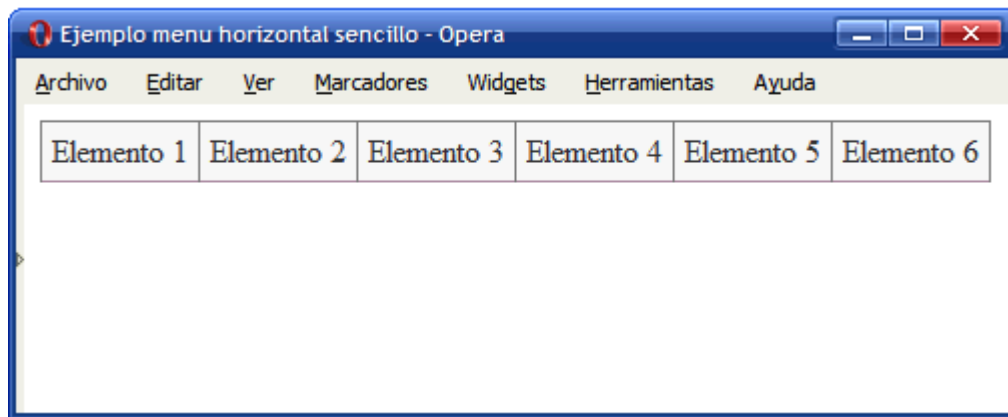 Ejemplo menu horizontal sencillo - Opera
Archivo Editar Ver Marcadores Widgets Herramientas Ayuda
Elemento 1 Elemento 2 Elemento 3 Elemento 4 Elemento 5 Elemento 6